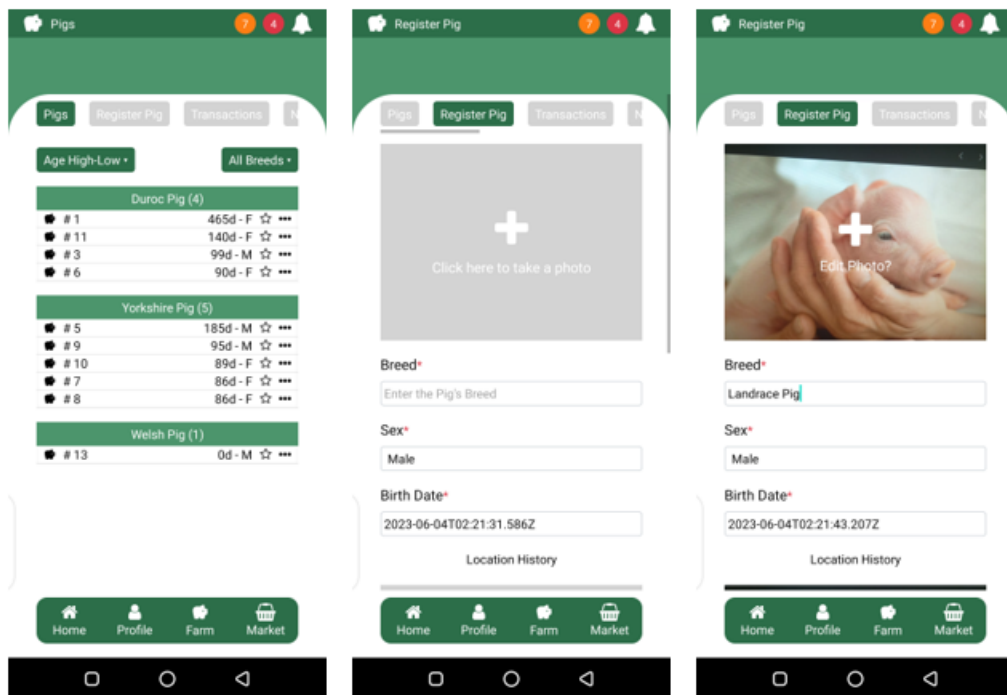 Pigs 7 4
Pigs Register Pig Transactions N
Age High-Low All Breeds
Duroc Pig (4)
# 1 465d - F
# 11 140d - F
# 3 99d - M
# 6 90d - F
Yorkshire Pig (5)
# 5 185d - M
# 9 95d - M
# 10 89d - F
# 7 86d - F
# 8 86d - F
Welsh Pig (1)
# 13 0d - M
Home Profile Farm Market
Register Pig 7 4
Pigs Register Pig Transactions N
Click here to take a photo
Breed*
Enter the Pig's Breed
Sex*
Male
Birth Date*
2023-06-04T02:21:31.586Z
Location History
Home Profile Farm Market
Register Pig 7 4
Pigs Register Pig Transactions N
Edit Photo?
Breed*
Landrace Pig
Sex*
Male
Birth Date*
2023-06-04T02:21:43.207Z
Location History
Home Profile Farm Market